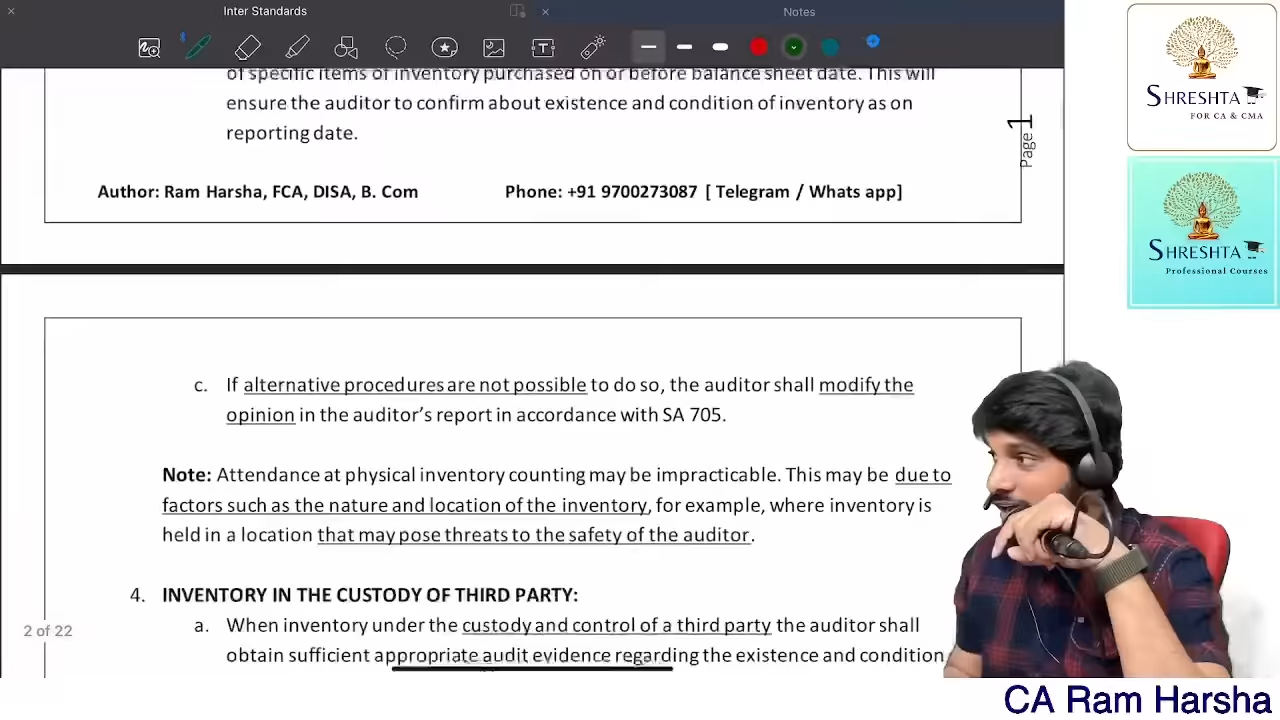 Inter Standards
Notes
of specific items of inventory purchased on or before balance sheet date. This will
ensure the auditor to confirm about existence and condition of inventory as on
reporting date.
Page 1
Author: Ram Harsha, FCA, DISA, B. Com Phone: +91 9700273087 [ Telegram / Whats app]
c. If alternative procedures are not possible to do so, the auditor shall modify the
opinion in the auditor’s report in accordance with SA 705.
Note: Attendance at physical inventory counting may be impracticable. This may be due to
factors such as the nature and location of the inventory, for example, where inventory is
held in a location that may pose threats to the safety of the auditor.
4. INVENTORY IN THE CUSTODY OF THIRD PARTY:
2 of 22
a. When inventory under the custody and control of a third party the auditor shall
obtain sufficient appropriate audit evidence regarding the existence and condition
SHRESHTA
FOR CA & CMA
SHRESHTA
Professional Courses
CA Ram Harsha